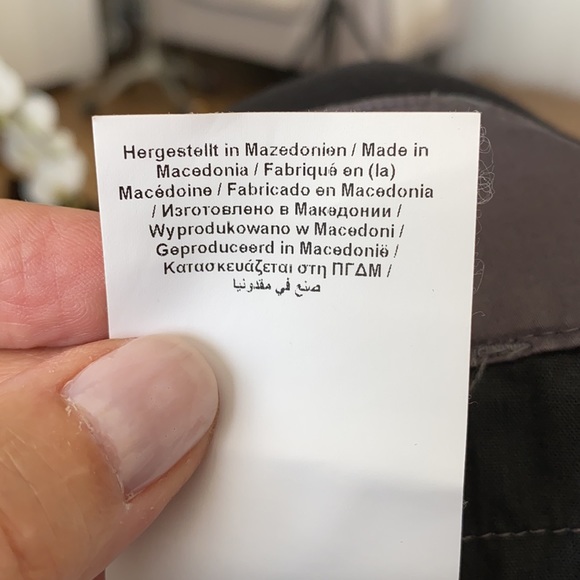 Hergestellt in Mazedonien / Made in
Macedonia / Fabriqué en (la)
Macédoine / Fabricado en Macedonia
/ Изготовлено в Македонии /
Wyprodukowano w Macedoni /
Geproduceerd in Macedonië /
Κατασκευάζεται στη ΠΓΔΜ /
صنع في مقدونيا